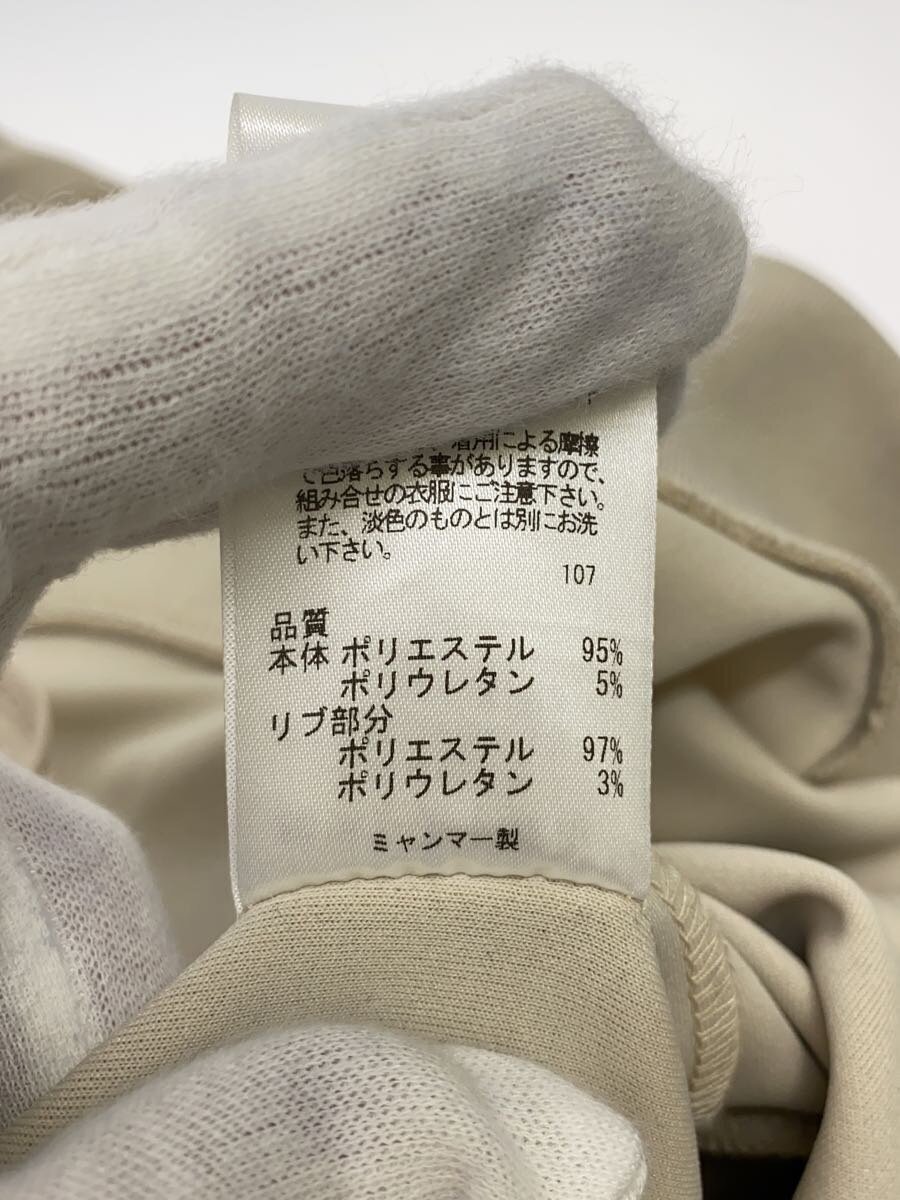 着用による摩擦
で色落ちする事がありますので、
組み合せの衣服にご注意下さい。
また、淡色のものとは別にお洗
い下さい。
107
品質
本体 ポリエステル 95%
ポリウレタン 5%
リブ部分
ポリエステル 97%
ポリウレタン 3%
ミャンマー製